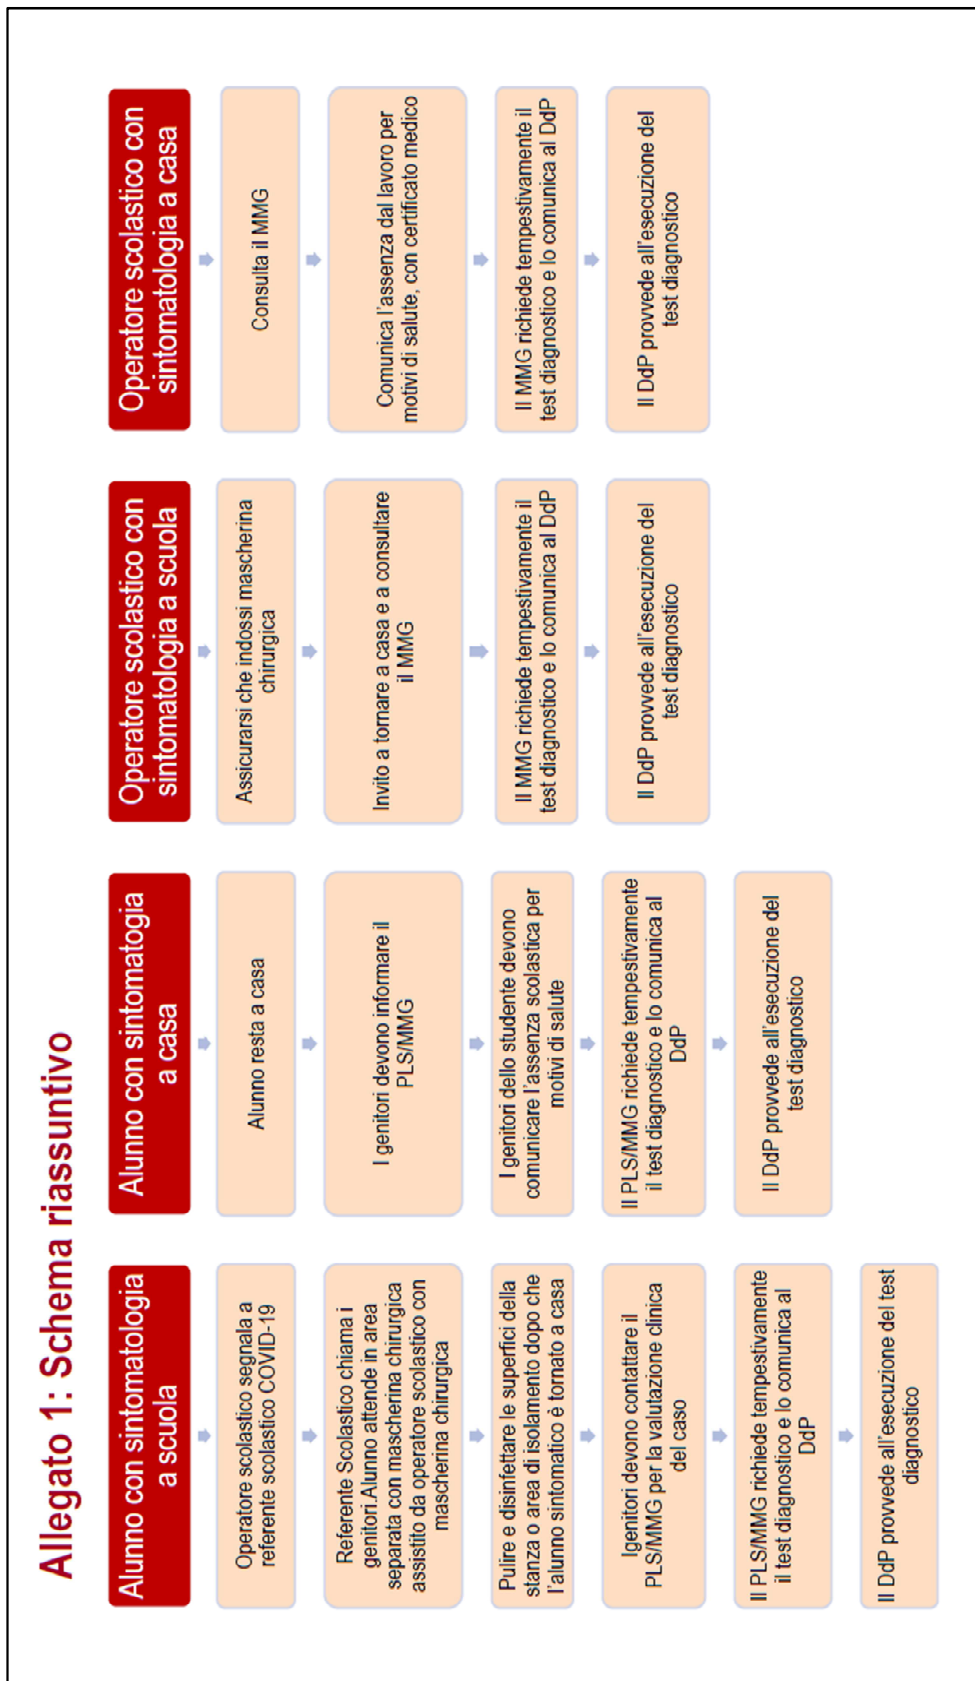 Allegato 1: Schema riassuntivo
Alunno con sintomatologia
a scuola
Operatore scolastico segnala a
referente scolastico COVID-19
Referente Scolastico chiama i
genitori.Alunno attende in area
separata con mascherina chirurgica
assistito da operatore scolastico con
mascherina chirurgica
Pulire e disinfettare le superfici della
stanza o area di isolamento dopo che
l'alunno sintomatico è tornato a casa
Igenitori devono contattare il
PLS/MMG per la valutazione clinica
del caso
Il PLS/MMG richiede tempestivamente
il test diagnostico e lo comunica al
DdP
Il DdP provvede all'esecuzione del test
diagnostico
Alunno con sintomatogia
a casa
Alunno resta a casa
I genitori devono informare il
PLS/MMG
I genitori dello studente devono
comunicare l'assenza scolastica per
motivi di salute
Il PLS/MMG richiede tempestivamente
il test diagnostico e lo comunica al
DdP
Il DdP provvede all'esecuzione del
test diagnostico
Operatore scolastico con
sintomatologia a scuola
Assicurarsi che indossi mascherina
chirurgica
Invito a tornare a casa e a consultare
il MMG
Il MMG richiede tempestivamente il
test diagnostico e lo comunica al DdP
Il DdP provvede all'esecuzione del
test diagnostico
Operatore scolastico con
sintomatologia a casa
Consulta il MMG
Comunica l'assenza dal lavoro per
motivi di salute, con certificato medico
Il MMG richiede tempestivamente il
test diagnostico e lo comunica al DdP
Il DdP provvede all'esecuzione del
test diagnostico